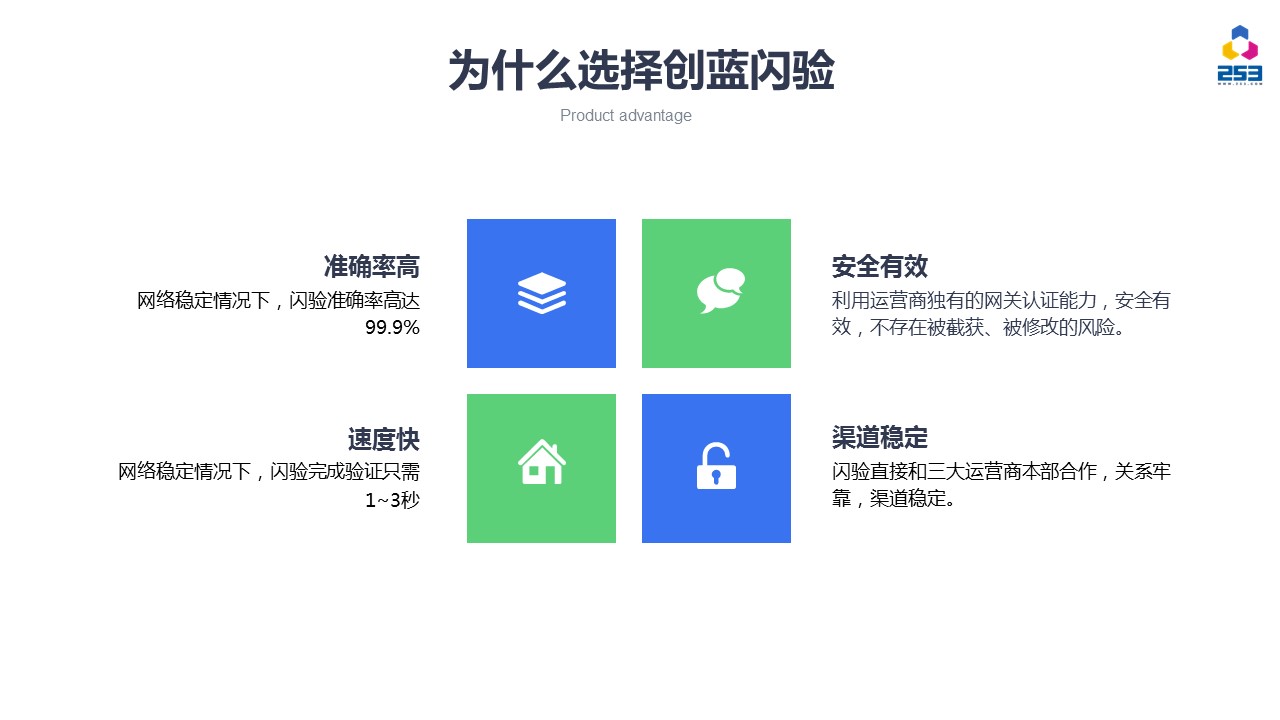 为什么选择创蓝闪验
Product advantage
253
准确率高
网络稳定情况下，闪验准确率高达
99.9%
安全有效
利用运营商独有的网关认证能力，安全有
效，不存在被截获、被修改的风险。
速度快
网络稳定情况下，闪验完成验证只需
1~3秒
渠道稳定
闪验直接和三大运营商本部合作，关系牢
靠，渠道稳定。